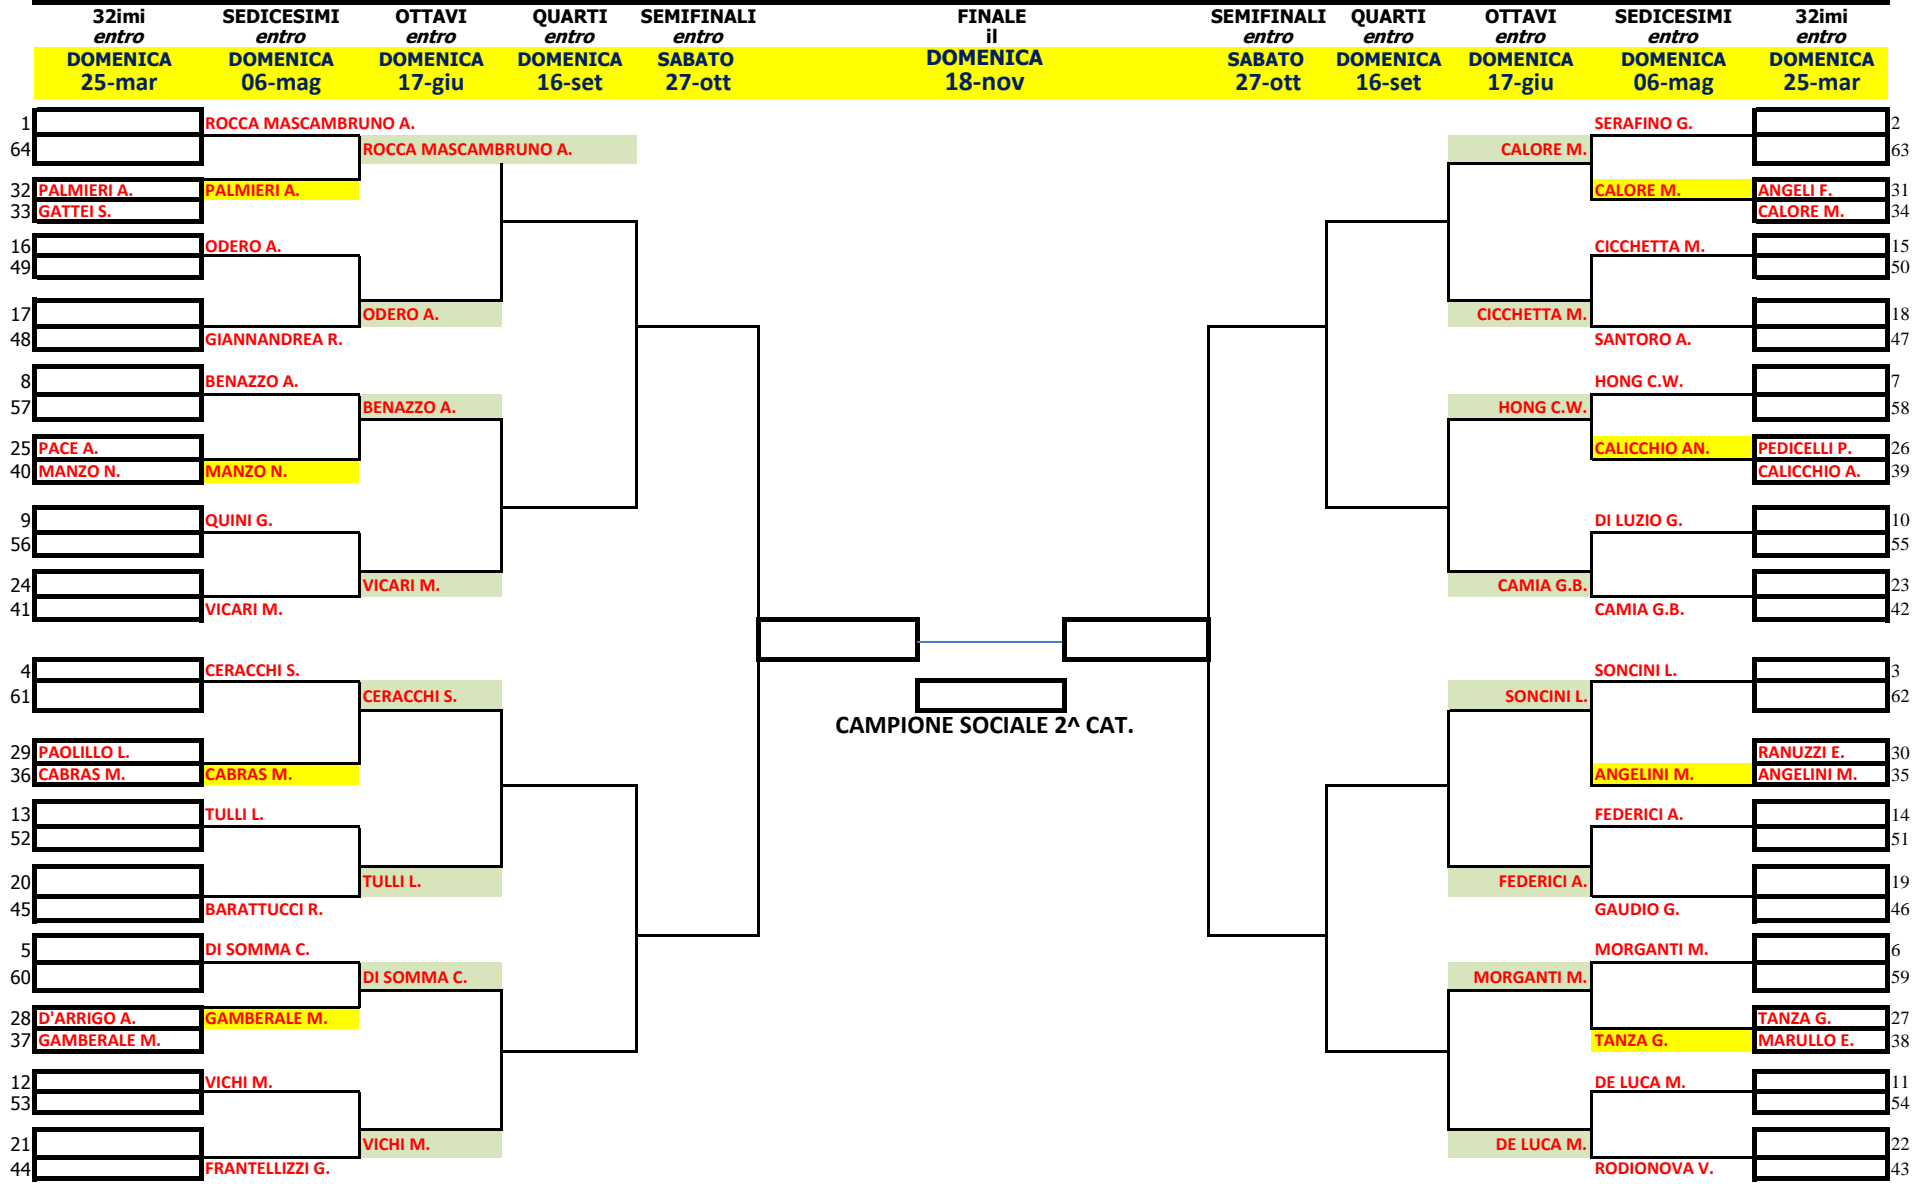 32imi SEDICESIMI OTTAVI QUARTI SEMIFINALI FINALE SEMIFINALI QUARTI OTTAVI SEDICESIMI 32imi
entro entro entro entro entro il entro entro entro entro entro
DOMENICA DOMENICA DOMENICA DOMENICA SABATO DOMENICA SABATO DOMENICA DOMENICA DOMENICA DOMENICA
25-mar 06-mag 17-giu 16-set 27-ott 18-nov 27-ott 16-set 17-giu 06-mag 25-mar
1 ROCCA MASCAMBRUNO A. SERAFINO G. 2
64 ROCCA MASCAMBRUNO A. CALORE M. 63
32 PALMIERI A. PALMIERI A. CALORE M. ANGELI F. 31
33 GATTEI S. CALORE M. 34
16 ODERO A. CICCHETTA M. 15
49 50
17 ODERO A. CICCHETTA M. 18
48 GIANNANDREA R. SANTORO A. 47
8 BENAZZO A. HONG C.W. 7
57 BENAZZO A. HONG C.W. 58
25 PACE A. CALICCHIO AN. PEDICELLI P. 26
40 MANZO N. MANZO N. CALICCHIO A. 39
9 QUINI G. DI LUZIO G. 10
56 55
24 VICARI M. CAMIA G.B. 23
41 VICARI M. CAMIA G.B. 42
4 CERACCHI S. SONCINI L. 3
61 CERACCHI S. SONCINI L. 62
CAMPIONE SOCIALE 2^ CAT.
29 PAOLILLO L. RANUZZI E. 30
36 CABRAS M. CABRAS M. ANGELINI M. ANGELINI M. 35
13 TULLI L. FEDERICI A. 14
52 51
20 TULLI L. FEDERICI A. 19
45 BARATTUCCI R. GAUDIO G. 46
5 DI SOMMA C. MORGANTI M. 6
60 DI SOMMA C. MORGANTI M. 59
28 D'ARRIGO A. GAMBERALE M. TANZA G. 27
37 GAMBERALE M. TANZA G. MARULLO E. 38
12 VICHI M. DE LUCA M. 11
53 54
21 VICHI M. DE LUCA M. 22
44 FRANTELLIZZI G. RODIONOVA V. 43